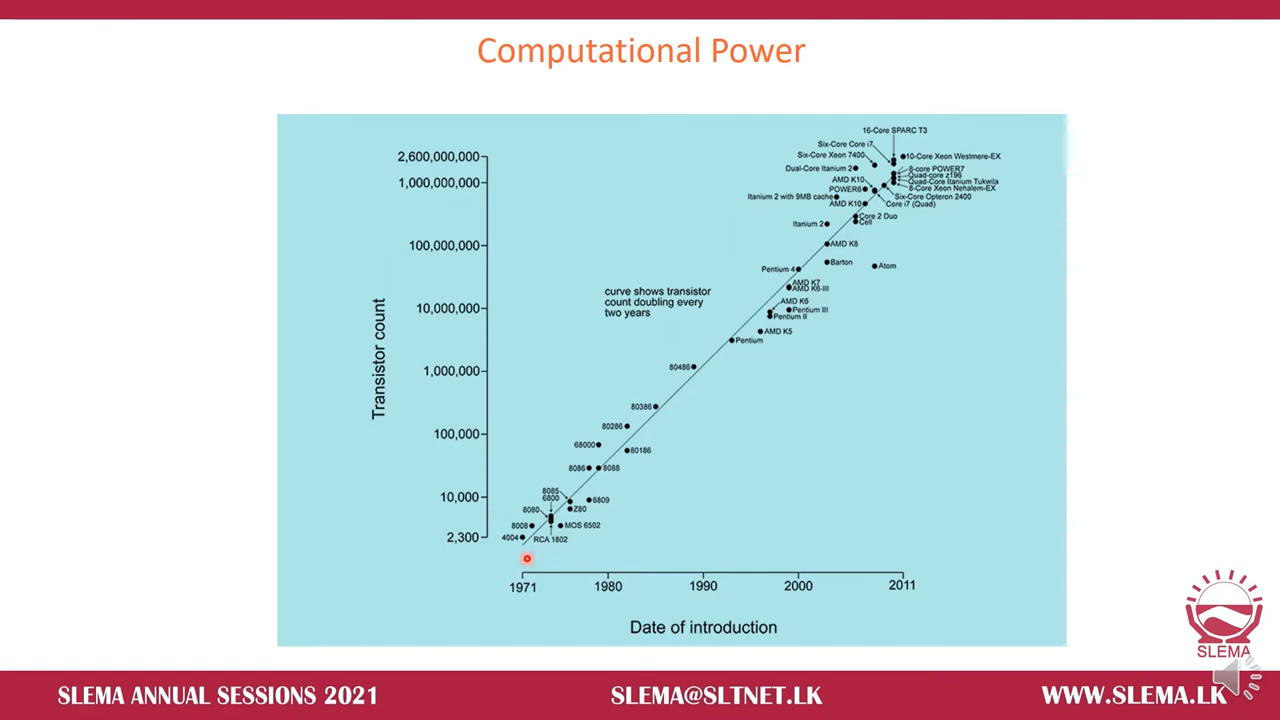 Computational Power
16-Core SPARC T3
Six-Core Core i7
Six-Core Xeon 7400
10-Core Xeon Westmere-EX
2,600,000,000
Dual-Core Itanium 2
8-core POWER7
Quad-core z196
AMD K10
Quad-Core Itanium Tukwila
1,000,000,000
POWER6
8-Core Xeon Nehalem-EX
Itanium 2 with 9MB cache
Six-Core Opteron 2400
AMD K10
Core i7 (Quad)
Core 2 Duo
Itanium 2
Cell
100,000,000
AMD K8
Pentium 4
Barton
Atom
curve shows transistor
count doubling every
two years
AMD K7
AMD K6-III
10,000,000
AMD K6
Pentium III
Pentium II
AMD K5
Pentium
Transistor count
1,000,000
80486
80386
100,000
80286
68000
80186
8086
8088
10,000
8085
6800
6809
8080
Z80
8008
MOS 6502
2,300
4004
RCA 1802
1971
1980
1990
2000
2011
Date of introduction
SLEMA
SLEMA ANNUAL SESSIONS 2021
SLEMA@SLTNET.LK
WWW.SLEMA.LK